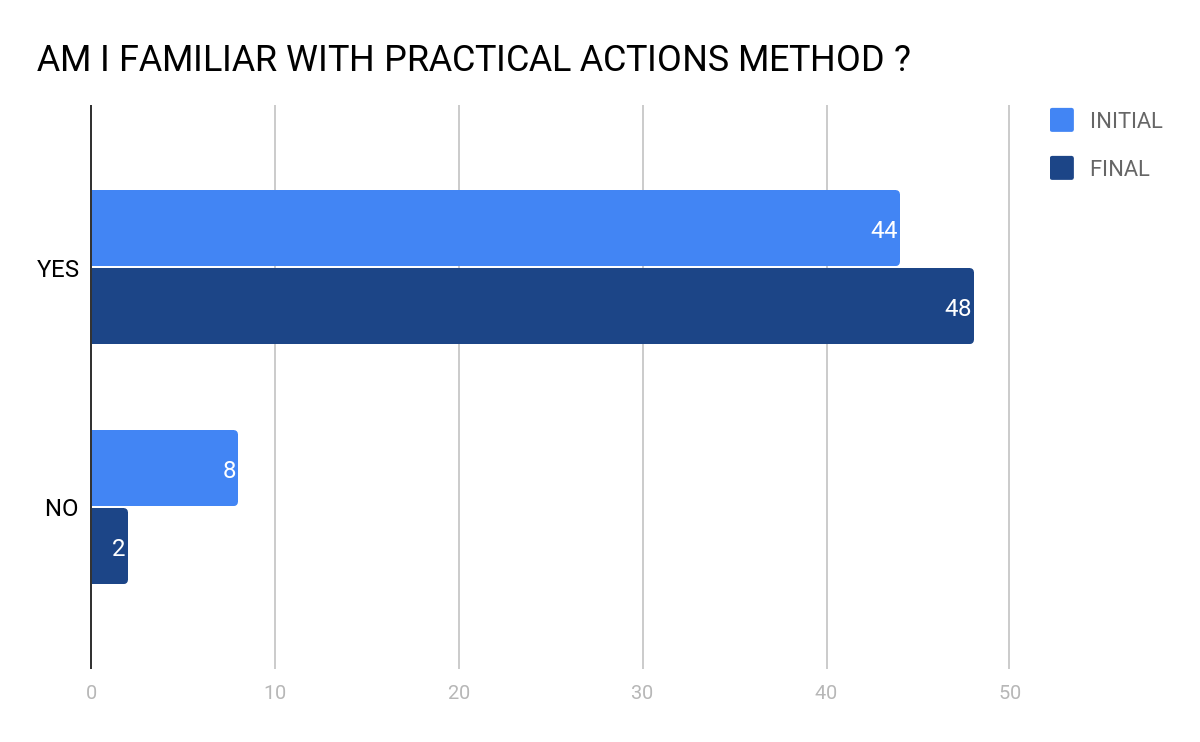 AM I FAMILIAR WITH PRACTICAL ACTIONS METHOD ?
INITIAL
FINAL
YES
44
48
NO
8
2
0 10 20 30 40 50